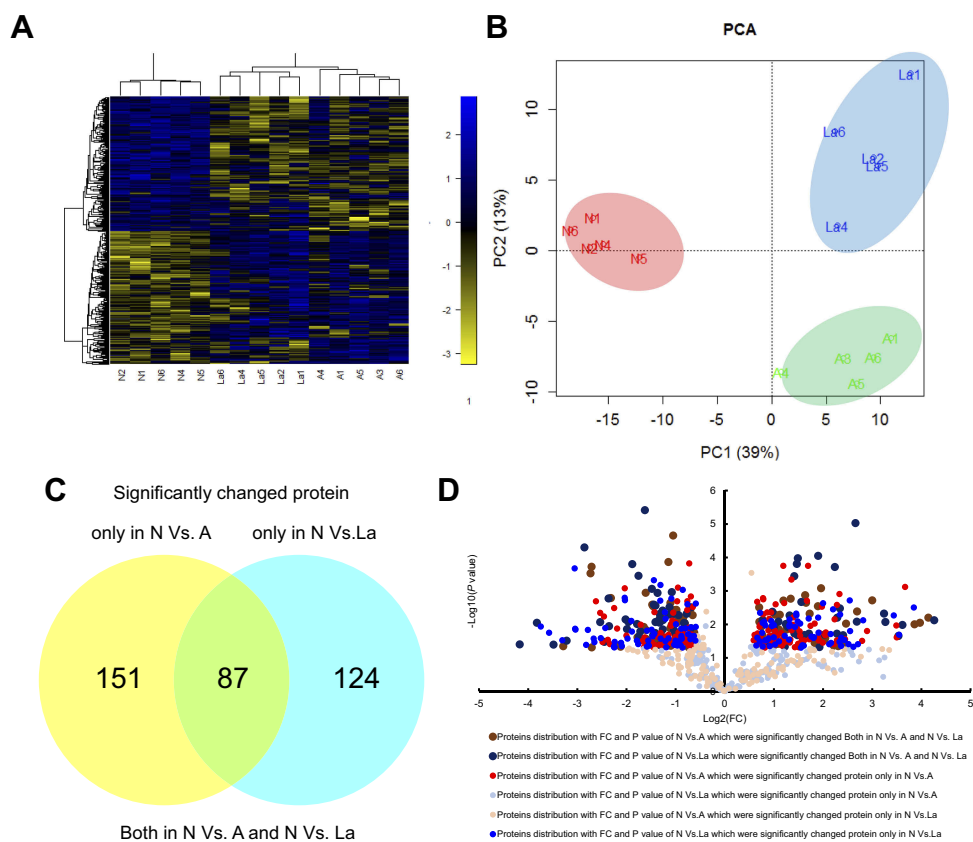 A
2
1
0
-1
-2
-3
1
N2 N1 N6 N4 N5 La6 La4 La5 La2 La1 A4 A1 A5 A3 A6
B
PCA
La1
La6
La2
La5
La4
N1
N6
N4
N2
N5
A1
A3
A6
A4
A5
10
5
0
-5
-10
PC2 (13%)
-15 -10 -5 0 5 10
PC1 (39%)
C
Significantly changed protein
only in N Vs. A only in N Vs.La
151 87 124
Both in N Vs. A and N Vs. La
D
6
5
4
3
2
1
0
-Log10(P value)
-5 -4 -3 -2 -1 0 1 2 3 4 5
Log2(FC)
Proteins distribution with FC and P value of N Vs.A which were significantly changed Both in N Vs. A and N Vs. La
Proteins distribution with FC and P value of N Vs.La which were significantly changed Both in N Vs. A and N Vs. La
Proteins distribution with FC and P value of N Vs.A which were significantly changed protein only in N Vs.A
Proteins distribution with FC and P value of N Vs.La which were significantly changed protein only in N Vs.A
Proteins distribution with FC and P value of N Vs.A which were significantly changed protein only in N Vs.La
Proteins distribution with FC and P value of N Vs.La which were significantly changed protein only in N Vs.La